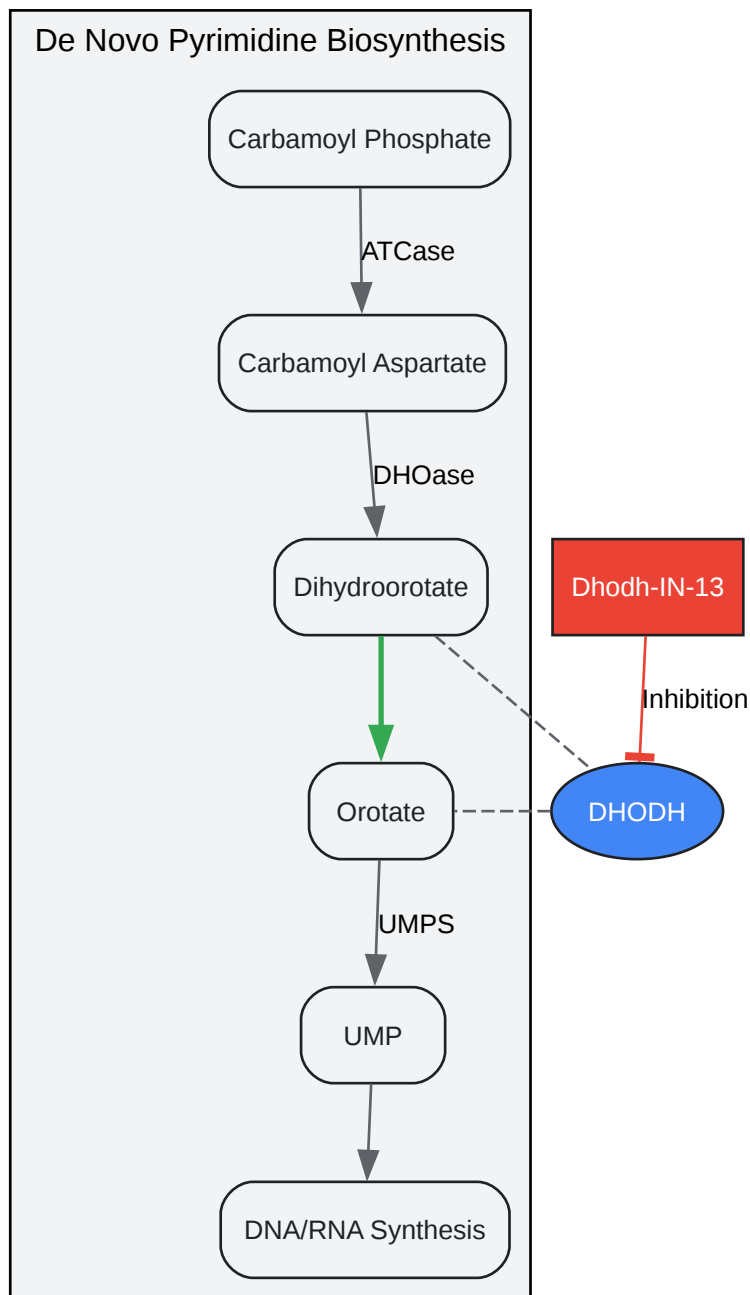 De Novo Pyrimidine Biosynthesis
Carbamoyl Phosphate
ATCase
Carbamoyl Aspartate
DHOase
Dihydroorotate
Dhodh-IN-13
Inhibition
Orotate
DHODH
UMPS
UMP
DNA/RNA Synthesis